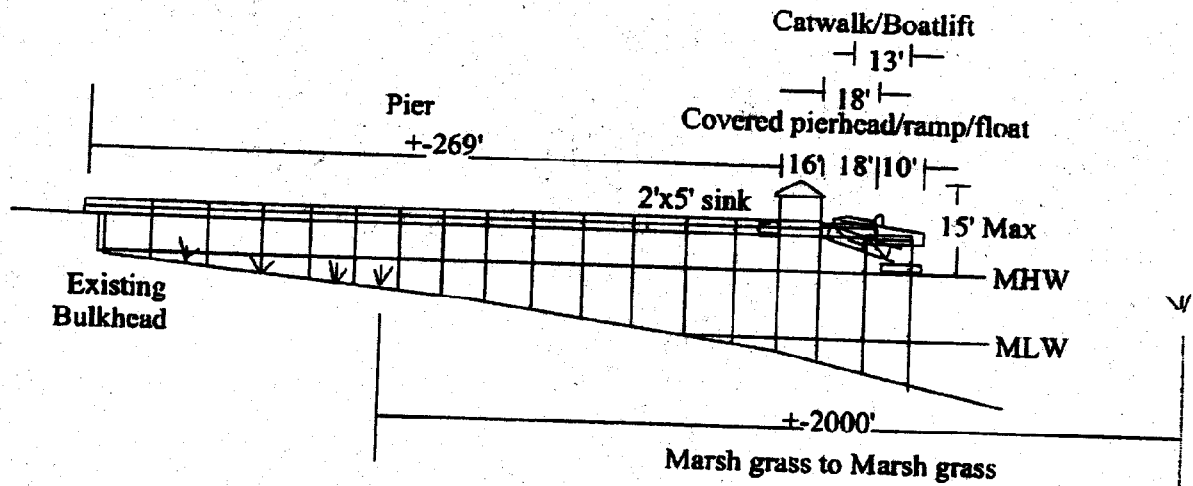 Catwalk/Boatlift
13'
18'
Pier
Covered pierhead/ramp/float
+-269'
16' 18' 10'
2'x5' sink
15' Max
MHW
Existing
Bulkhead
MLW
+-2000'
Marsh grass to Marsh grass